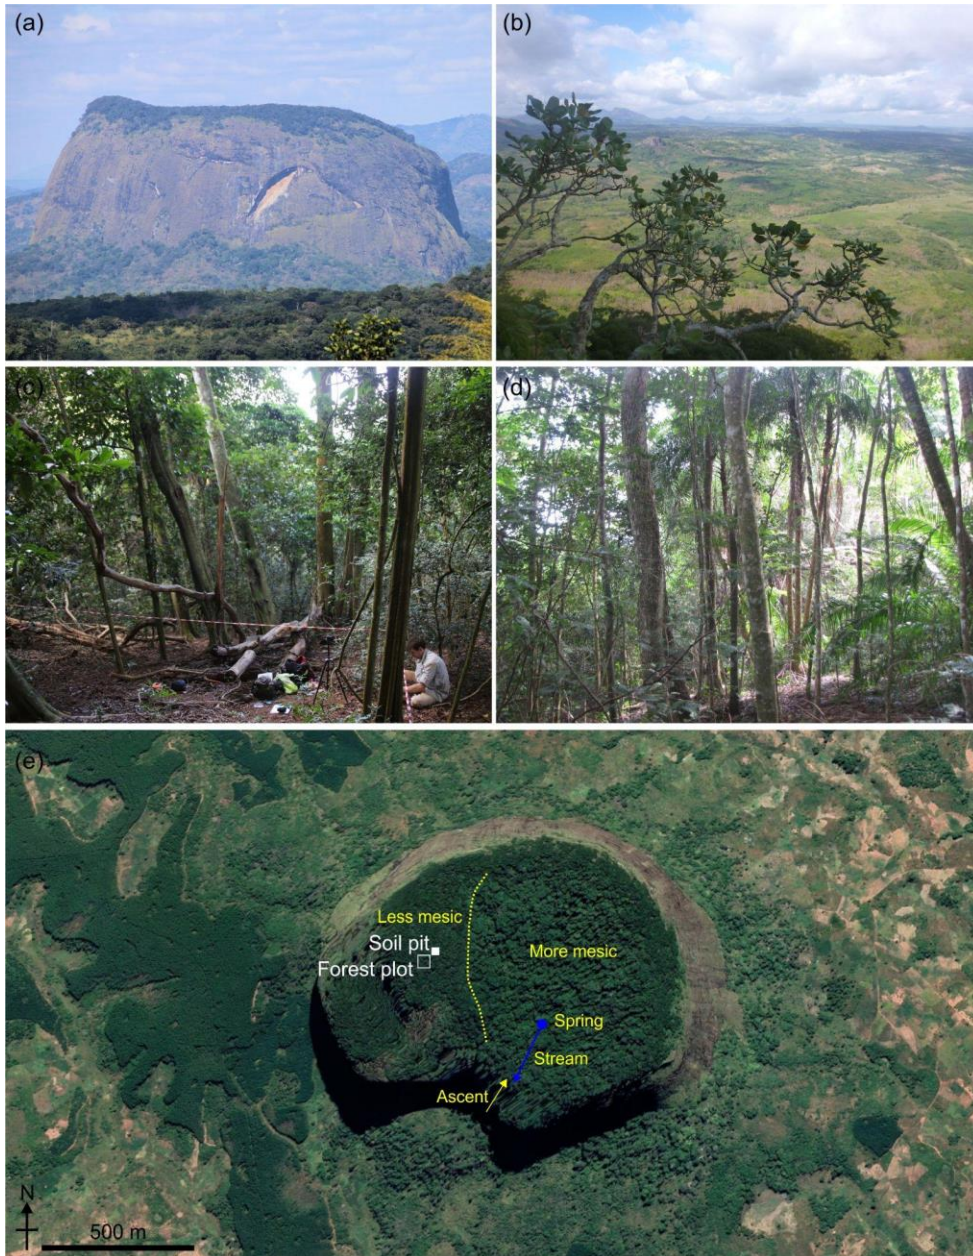 (a)
(b)
(c)
(d)
(e)
Less mesic
Soil pit
Forest plot
More mesic
Spring
Stream
Ascent
N
500 m